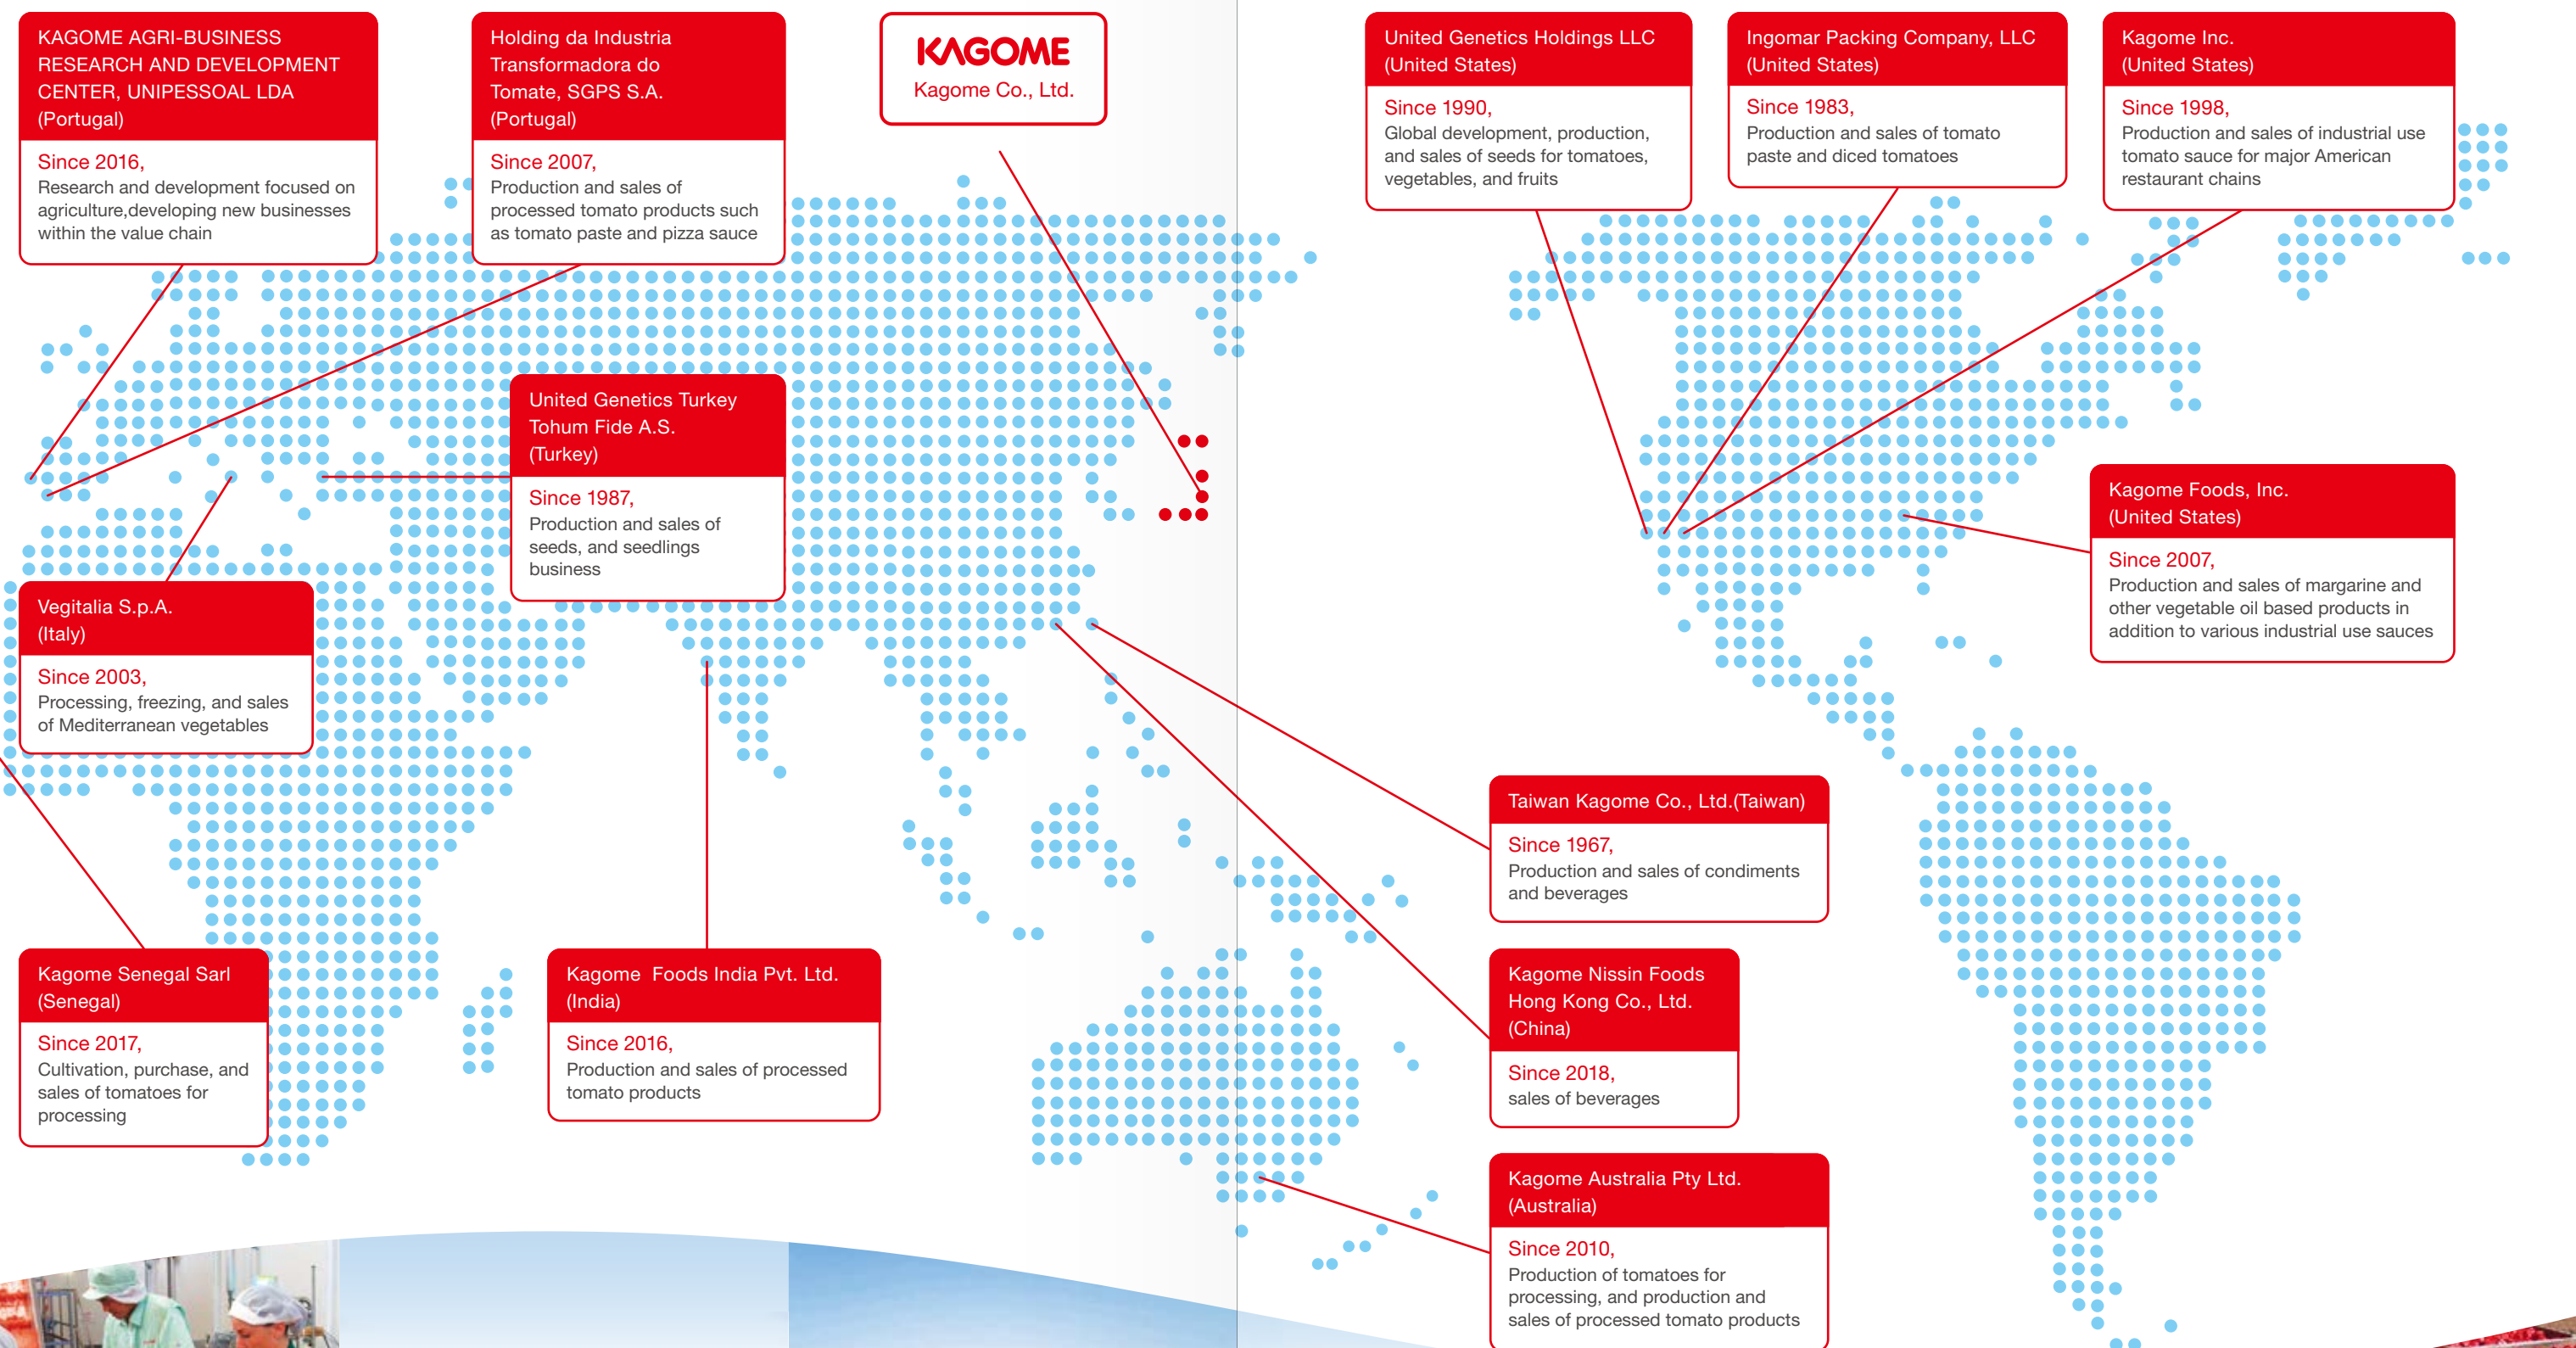 KAGOME AGRI-BUSINESS
RESEARCH AND DEVELOPMENT
CENTER, UNIPESSOAL LDA
(Portugal)
Since 2016,
Research and development focused on
agriculture,developing new businesses
within the value chain
Holding da Industria
Transformadora do
Tomate, SGPS S.A.
(Portugal)
Since 2007,
Production and sales of
processed tomato products such
as tomato paste and pizza sauce
KAGOME
Kagome Co., Ltd.
United Genetics Holdings LLC
(United States)
Since 1990,
Global development, production,
and sales of seeds for tomatoes,
vegetables, and fruits
Ingomar Packing Company, LLC
(United States)
Since 1983,
Production and sales of tomato
paste and diced tomatoes
Kagome Inc.
(United States)
Since 1998,
Production and sales of industrial use
tomato sauce for major American
restaurant chains
United Genetics Turkey
Tohum Fide A.S.
(Turkey)
Since 1987,
Production and sales of
seeds, and seedlings
business
Kagome Foods, Inc.
(United States)
Since 2007,
Production and sales of margarine and
other vegetable oil based products in
addition to various industrial use sauces
Vegitalia S.p.A.
(Italy)
Since 2003,
Processing, freezing, and sales
of Mediterranean vegetables
Taiwan Kagome Co., Ltd.(Taiwan)
Since 1967,
Production and sales of condiments
and beverages
Kagome Senegal Sarl
(Senegal)
Since 2017,
Cultivation, purchase, and
sales of tomatoes for
processing
Kagome  Foods India Pvt. Ltd.
(India)
Since 2016,
Production and sales of processed
tomato products
Kagome Nissin Foods
Hong Kong Co., Ltd.
(China)
Since 2018,
sales of beverages
Kagome Australia Pty Ltd.
(Australia)
Since 2010,
Production of tomatoes for
processing, and production and
sales of processed tomato products